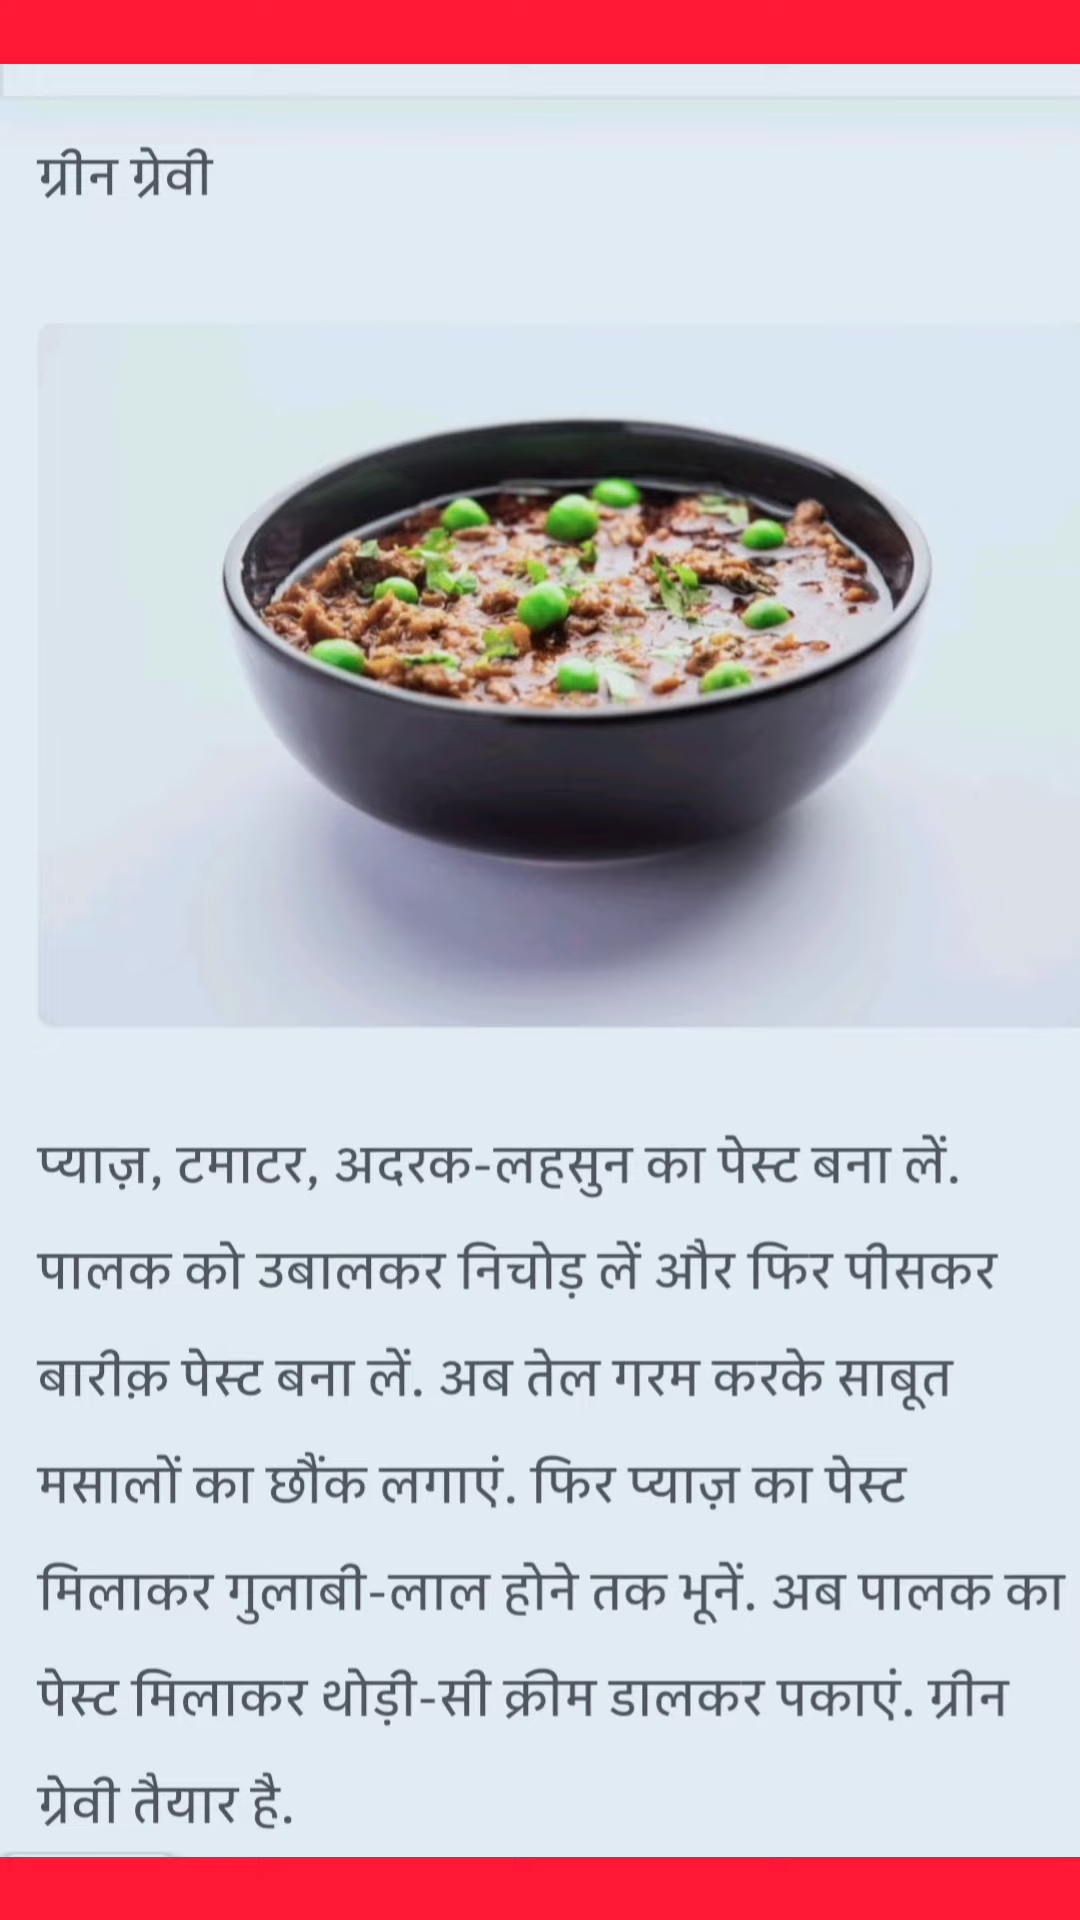 ग्रीन ग्रेवी
प्याज़, टमाटर, अदरक-लहसुन का पेस्ट बना लें.
पालक को उबालकर निचोड़ लें और फिर पीसकर
बारीक़ पेस्ट बना लें. अब तेल गरम करके साबूत
मसालों का छौंक लगाएं. फिर प्याज़ का पेस्ट
मिलाकर गुलाबी-लाल होने तक भूनें. अब पालक का
पेस्ट मिलाकर थोड़ी-सी क्रीम डालकर पकाएं. ग्रीन
ग्रेवी तैयार है.